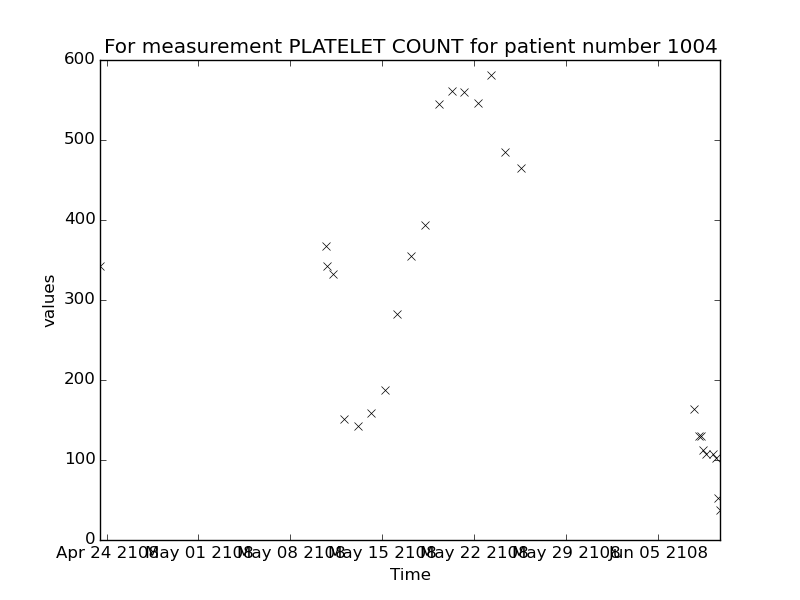 For measurement PLATELET COUNT for patient number 1004
600
500
400
300
200
100
0
values
Apr 24 2108 May 01 2108 May 08 2108 May 15 2108 May 22 2108 May 29 2108 Jun 05 2108
Time